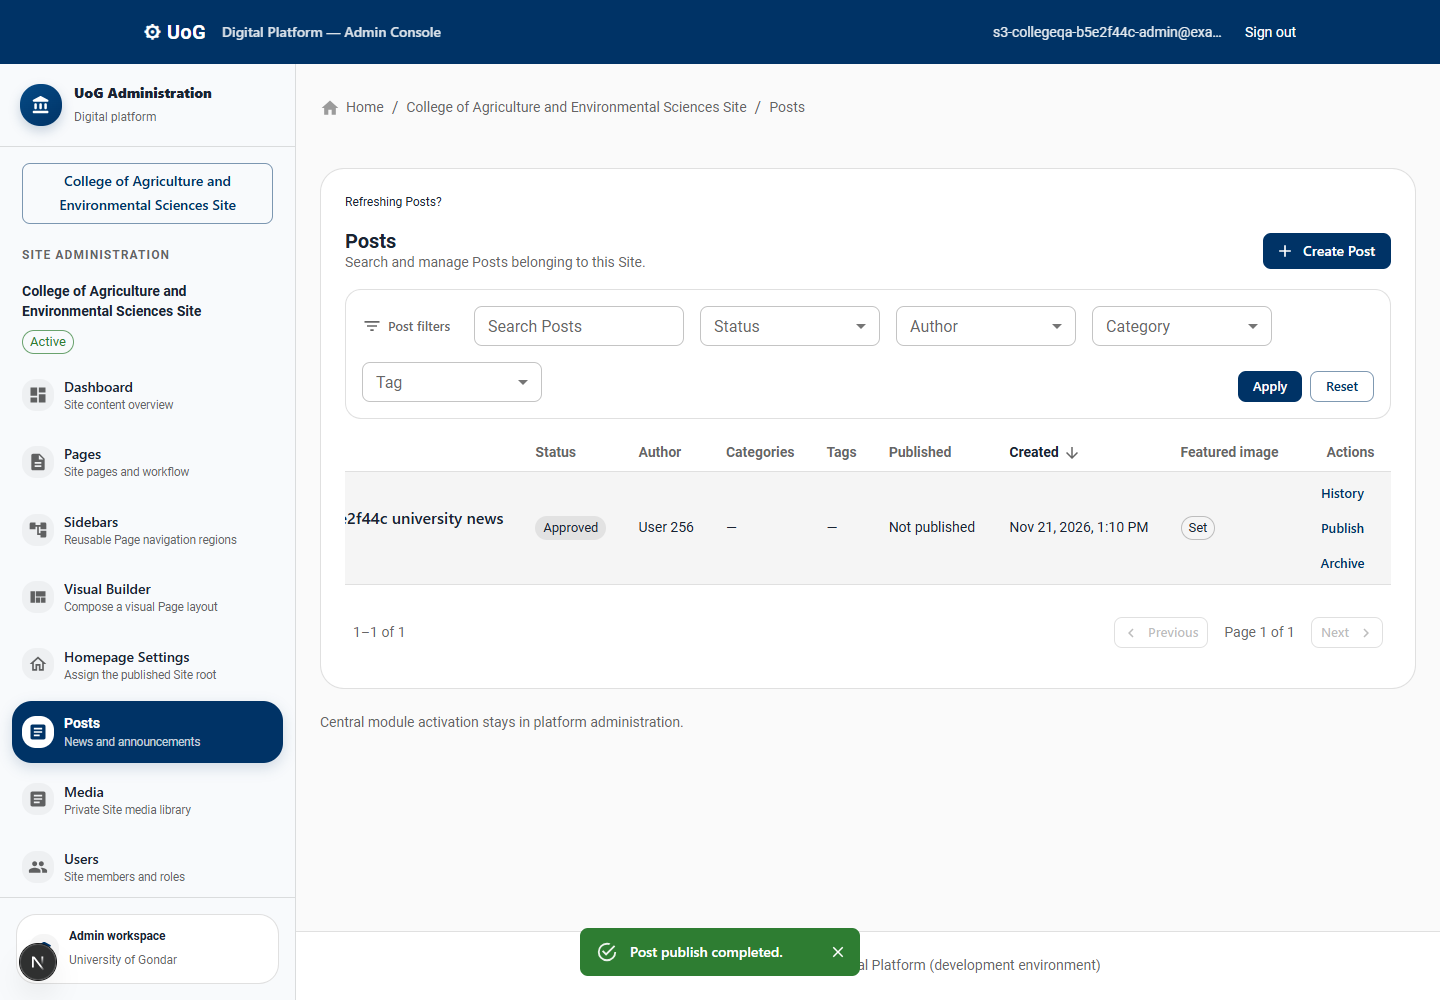 UoG
Digital Platform — Admin Console
s3-collegeqa-b5e2f44c-admin@exa...
Sign out
UoG Administration
Digital platform
College of Agriculture and
Environmental Sciences Site
SITE ADMINISTRATION
College of Agriculture and
Environmental Sciences Site
Active
Dashboard
Site content overview
Pages
Site pages and workflow
Sidebars
Reusable Page navigation regions
Visual Builder
Compose a visual Page layout
Homepage Settings
Assign the published Site root
Posts
News and announcements
Media
Private Site media library
Users
Site members and roles
Admin workspace
University of Gondar
N
Home / College of Agriculture and Environmental Sciences Site / Posts
Refreshing Posts?
Posts
Search and manage Posts belonging to this Site.
Create Post
Post filters
Search Posts
Status
Author
Category
Tag
Apply
Reset
Status Author Categories Tags Published Created Featured image Actions
e2f44c university news
Approved
User 256
—
—
Not published
Nov 21, 2026, 1:10 PM
Set
History
Publish
Archive
1–1 of 1
Previous
Page 1 of 1
Next
Central module activation stays in platform administration.
Post publish completed.
al Platform (development environment)